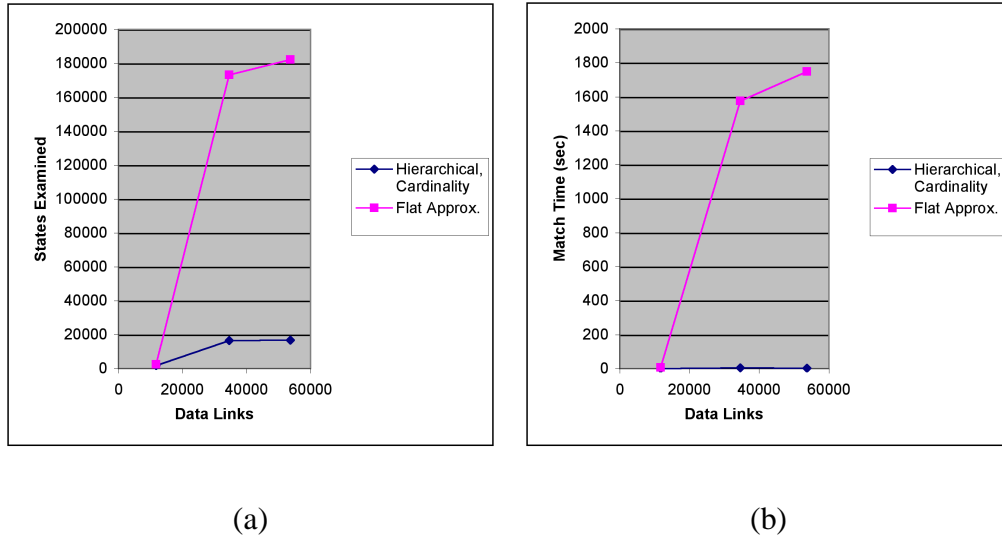 200000
180000
160000
140000
120000
100000
80000
60000
40000
20000
0
States Examined
0 20000 40000 60000
Data Links
Hierarchical,
Cardinality
Flat Approx.
(a)
2000
1800
1600
1400
1200
1000
800
600
400
200
0
Match Time (sec)
0 20000 40000 60000
Data Links
Hierarchical,
Cardinality
Flat Approx.
(b)